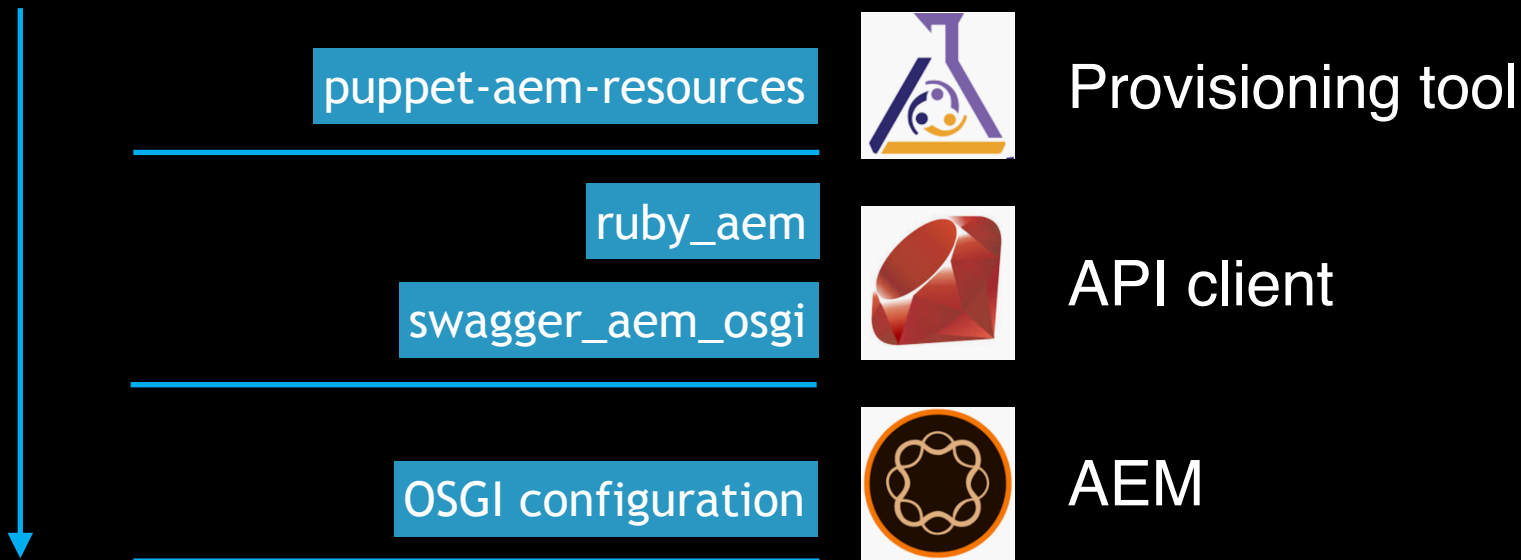 puppet-aem-resources
Provisioning tool
ruby_aem
swagger_aem_osgi
API client
OSGI configuration
AEM